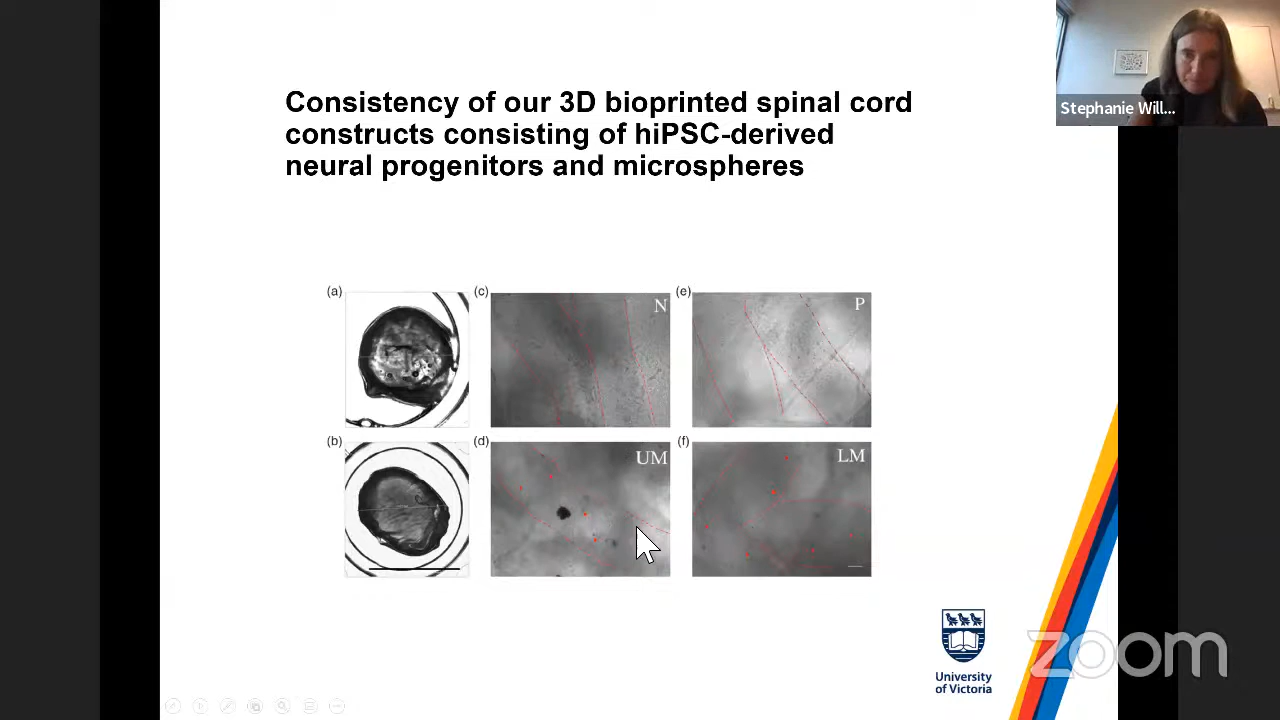 Stephanie Will...
Consistency of our 3D bioprinted spinal cord
constructs consisting of hiPSC-derived
neural progenitors and microspheres
(a)
(c)
N
(e)
P
(b)
(d)
UM
(f)
LM
University
of Victoria
zoom